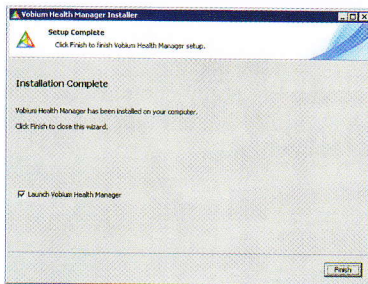 Vobium Health Manager Installer
Setup Complete
Click Finish to finish Vobium Health Manager setup.
Installation Complete
Vobium Health Manager has been installed on your computer.
Click Finish to close this wizard.
Launch Vobium Health Manager
Finish